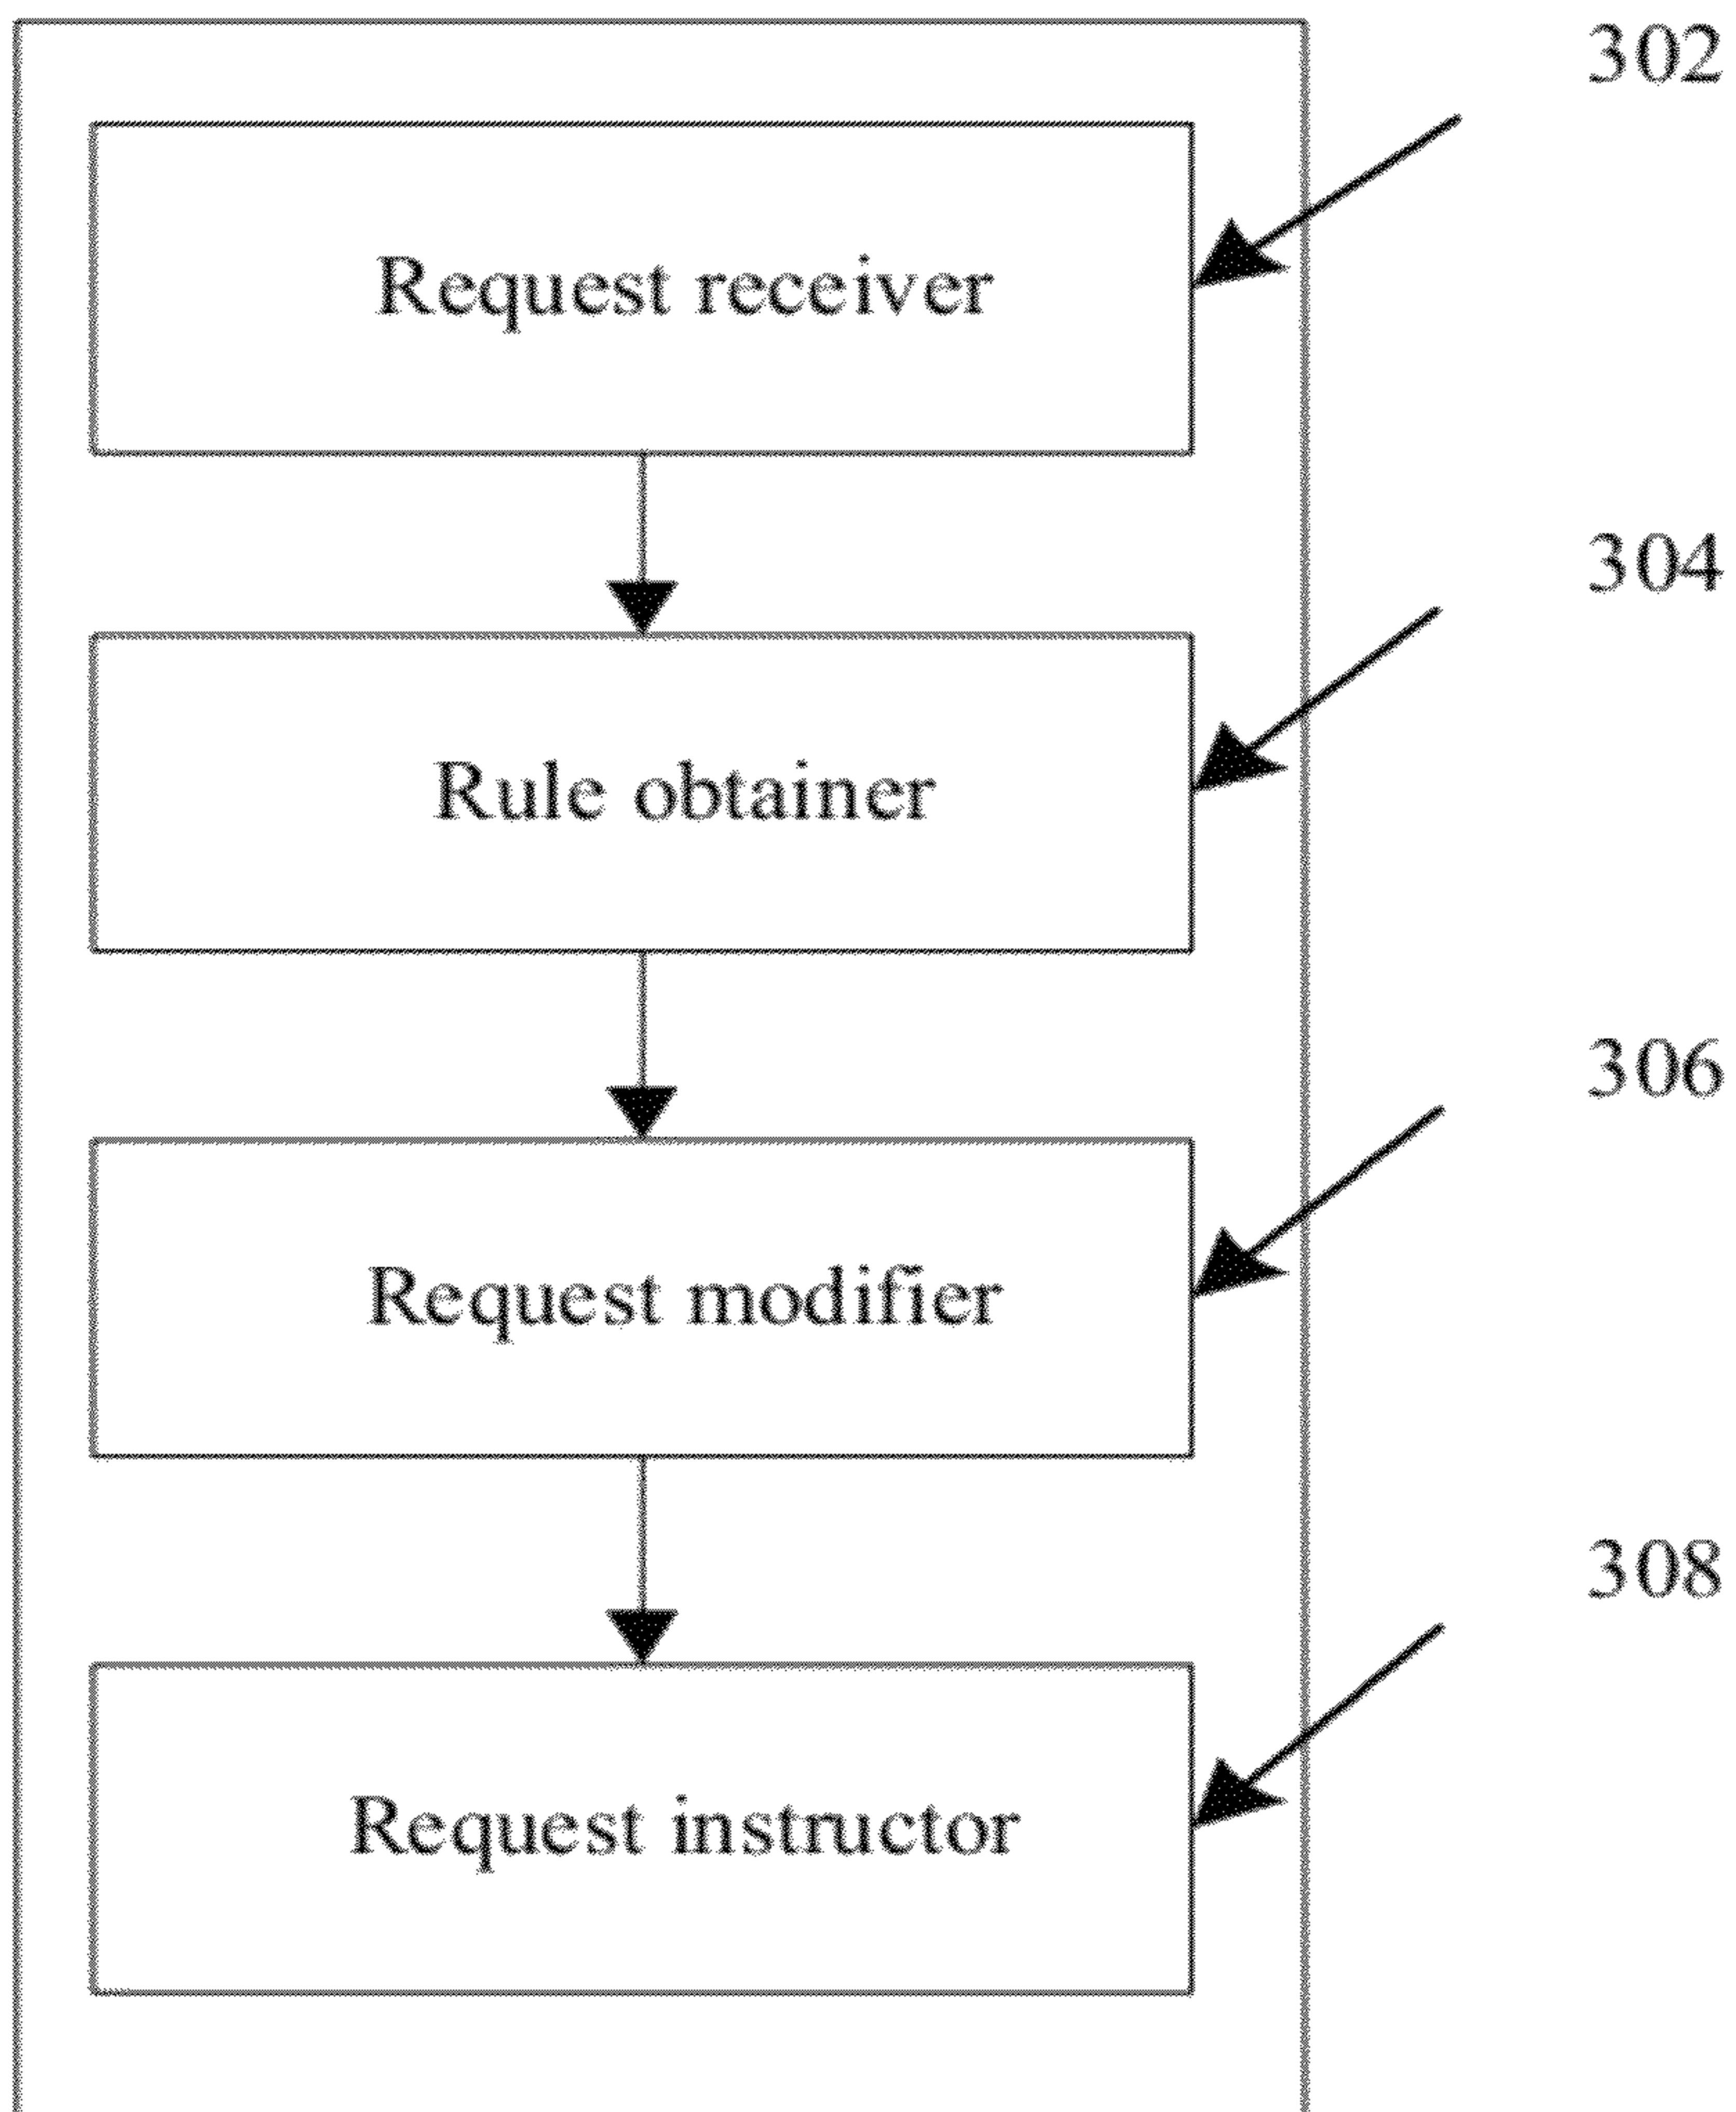 302
Request receiver
304
Rule obtainer
306
Request modifier
308
Request instructor